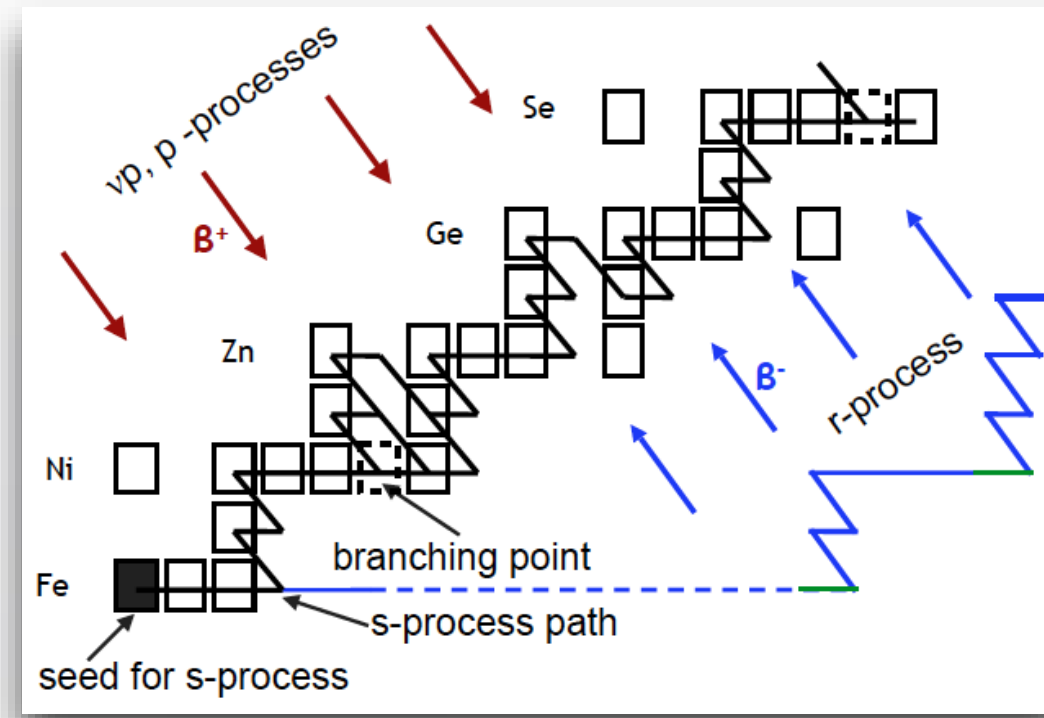 νp, p -processes
Se
β⁺
Ge
Zn
β⁻
r-process
Ni
branching point
Fe
s-process path
seed for s-process